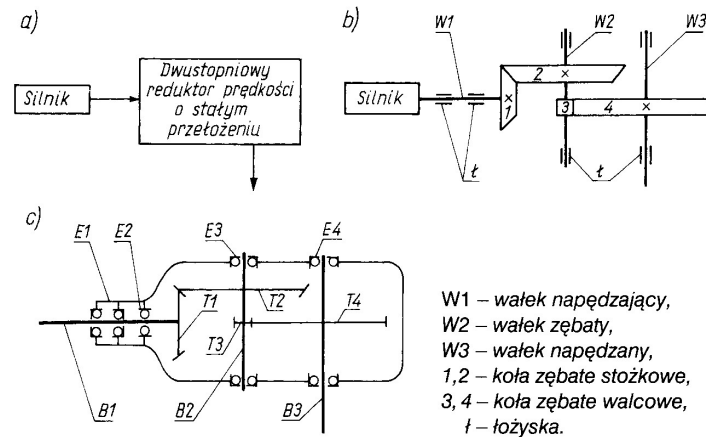 a)
Silnik
Dwustopniowy
reduktor prędkości
o stałym
przełożeniu
b)
W1
W2
W3
Silnik
1
2
3
4
ł
ł
c)
E1
E2
E3
E4
T1
T2
T3
T4
B1
B2
B3
W1 – wałek napędzający,
W2 – wałek zębaty,
W3 – wałek napędzany,
1,2 – koła zębate stożkowe,
3, 4 – koła zębate walcowe,
ł – łożyska.